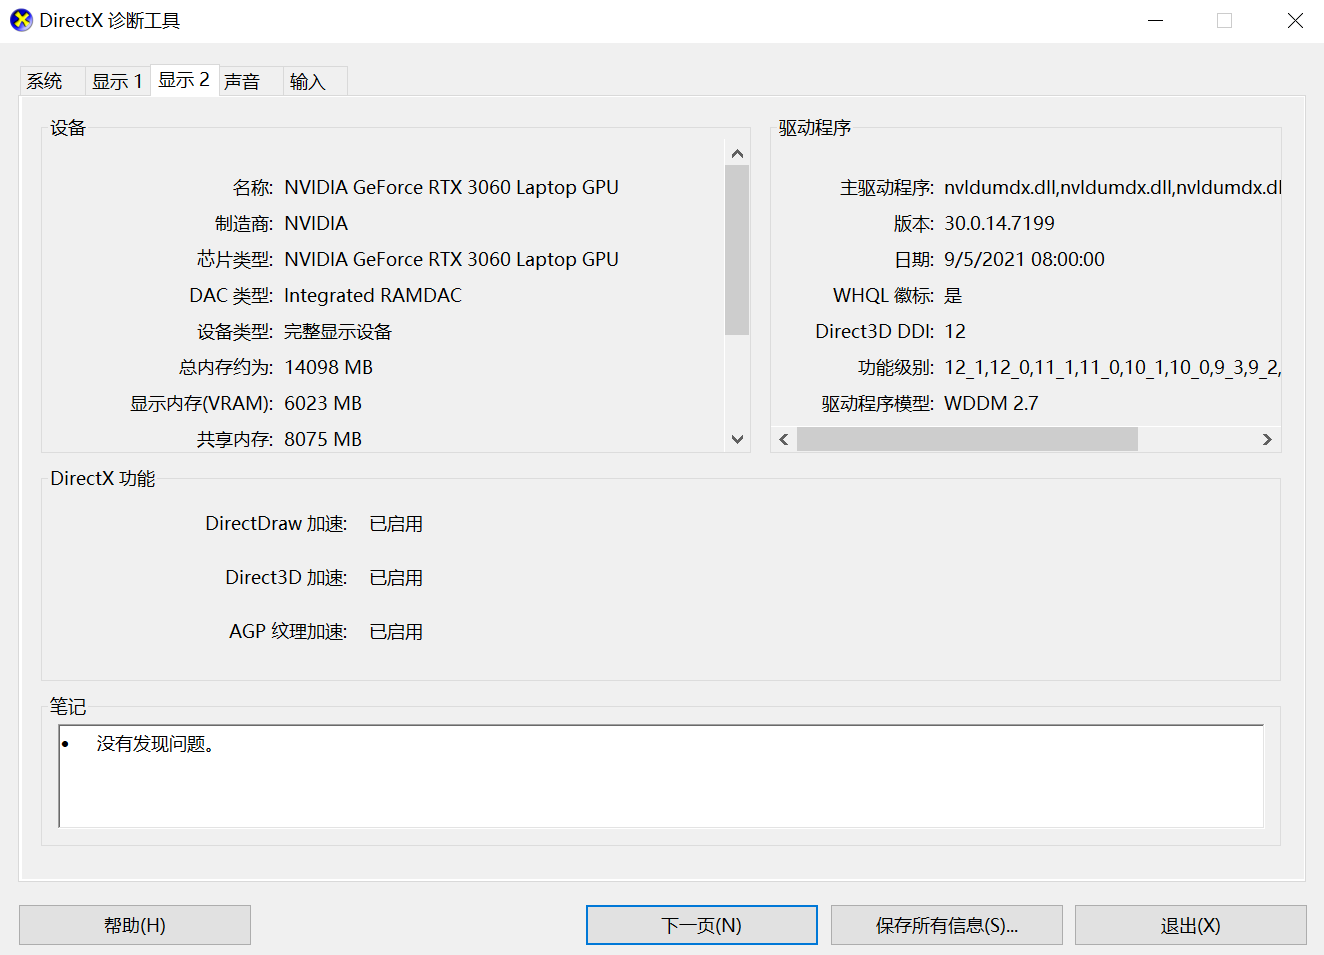 DirectX 诊断工具
系统 显示 1 显示 2 声音 输入
设备
名称: NVIDIA GeForce RTX 3060 Laptop GPU
制造商: NVIDIA
芯片类型: NVIDIA GeForce RTX 3060 Laptop GPU
DAC 类型: Integrated RAMDAC
设备类型: 完整显示设备
总内存约为: 14098 MB
显示内存(VRAM): 6023 MB
共享内存: 8075 MB
驱动程序
主驱动程序: nvldumdx.dll,nvldumdx.dll,nvldumdx.dl
版本: 30.0.14.7199
日期: 9/5/2021 08:00:00
WHQL 徽标: 是
Direct3D DDI: 12
功能级别: 12_1,12_0,11_1,11_0,10_1,10_0,9_3,9_2,
驱动程序模型: WDDM 2.7
DirectX 功能
DirectDraw 加速: 已启用
Direct3D 加速: 已启用
AGP 纹理加速: 已启用
笔记
• 没有发现问题。
帮助(H) 下一页(N) 保存所有信息(S)... 退出(X)